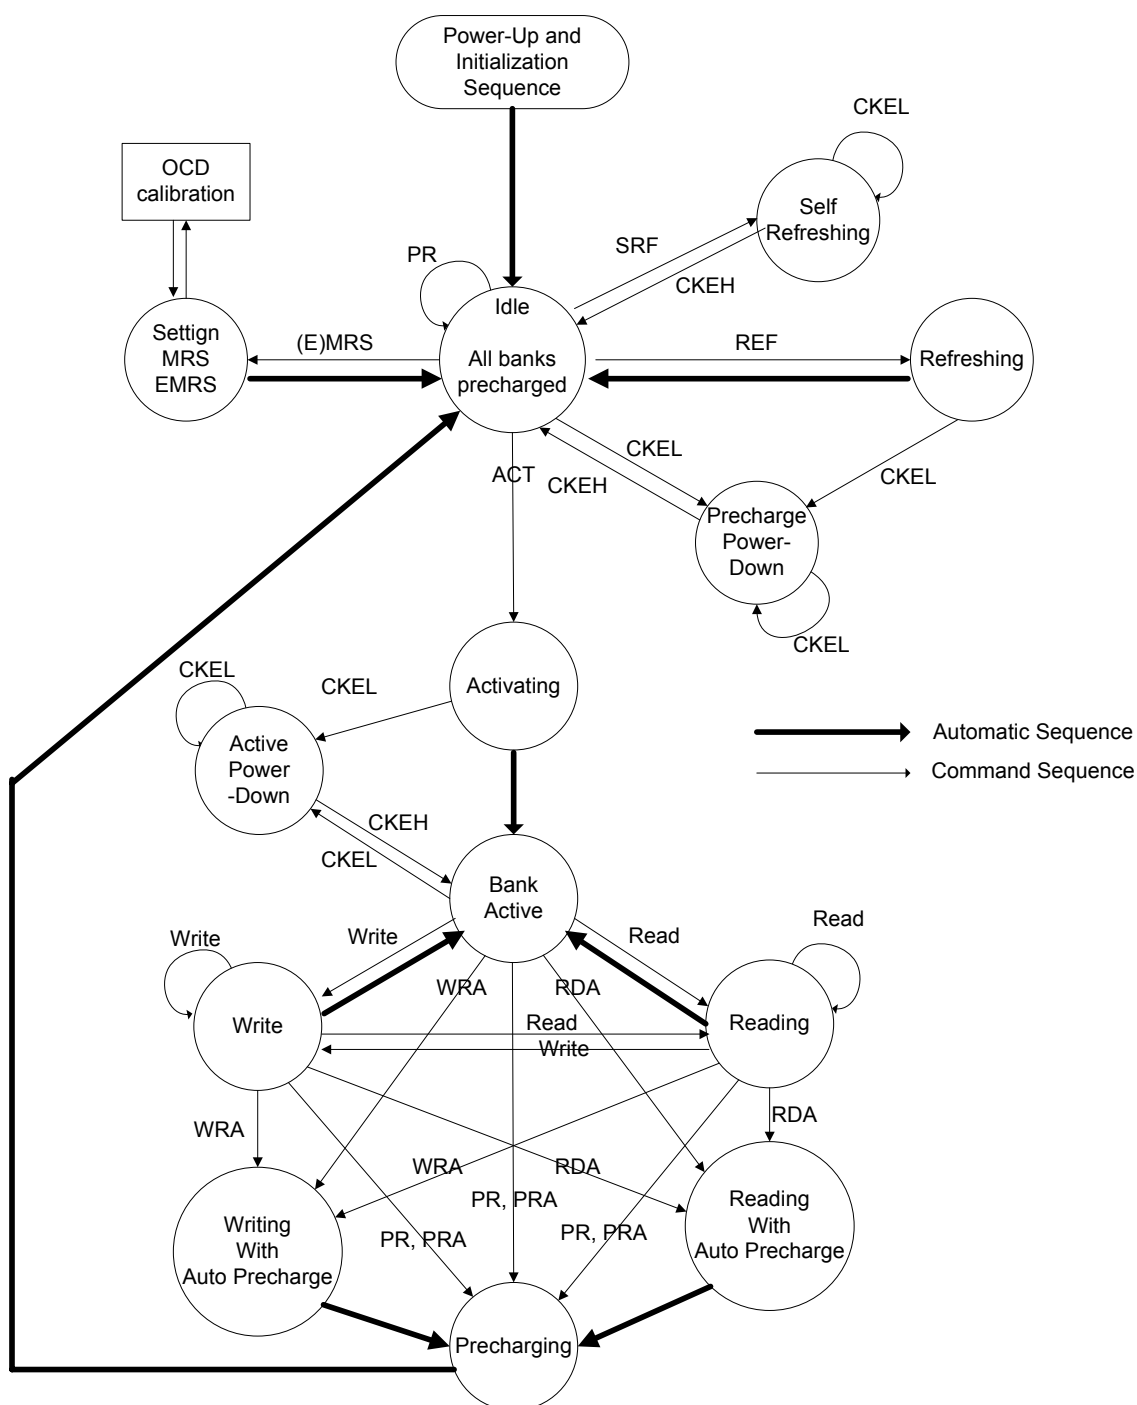 Power-Up and
Initialization
Sequence
CKEL
OCD
calibration
Self
Refreshing
SRF
PR
CKEH
Idle
Settign
MRS
EMRS
(E)MRS
All banks
precharged
REF
Refreshing
CKEL
ACT
CKEH
CKEL
Precharge
Power-
Down
CKEL
CKEL
CKEL
Activating
Active
Power
-Down
Automatic Sequence
Command Sequence
CKEH
CKEL
Bank
Active
Write
Write
Read
Read
WRA
RDA
Write
Read
Write
Reading
WRA
RDA
WRA
RDA
PR, PRA
PR, PRA
PR, PRA
Writing
With
Auto Precharge
Reading
With
Auto Precharge
Precharging